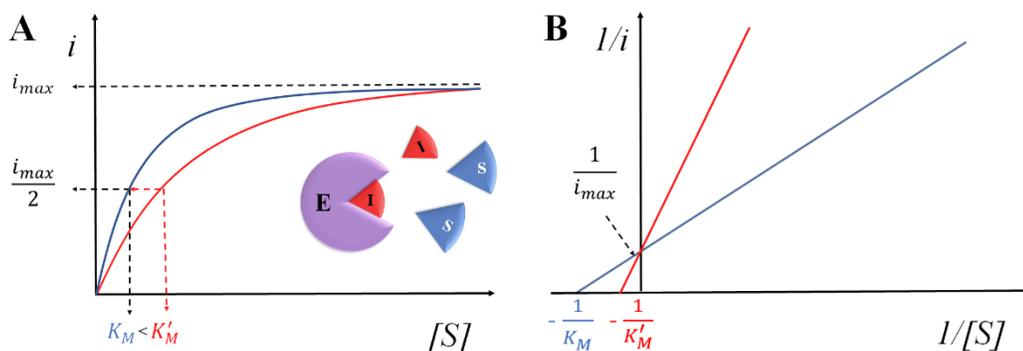 A
i
i_max
i_max/2
K_M < K′_M
[S]
E
I
I
S
S
B
1/i
1/i_max
-1/K_M
-1/K′_M
1/[S]